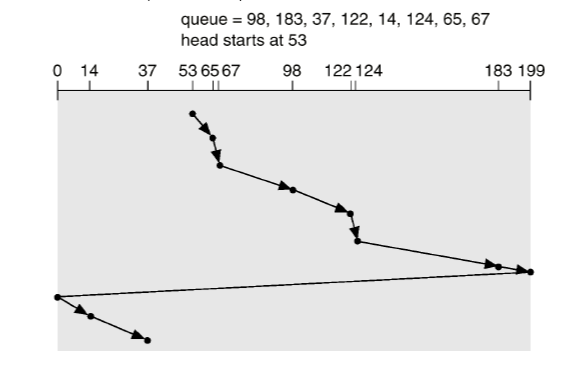 queue = 98, 183, 37, 122, 14, 124, 65, 67
head starts at 53
0 14 37 53 65 67 98 122 124 183 199